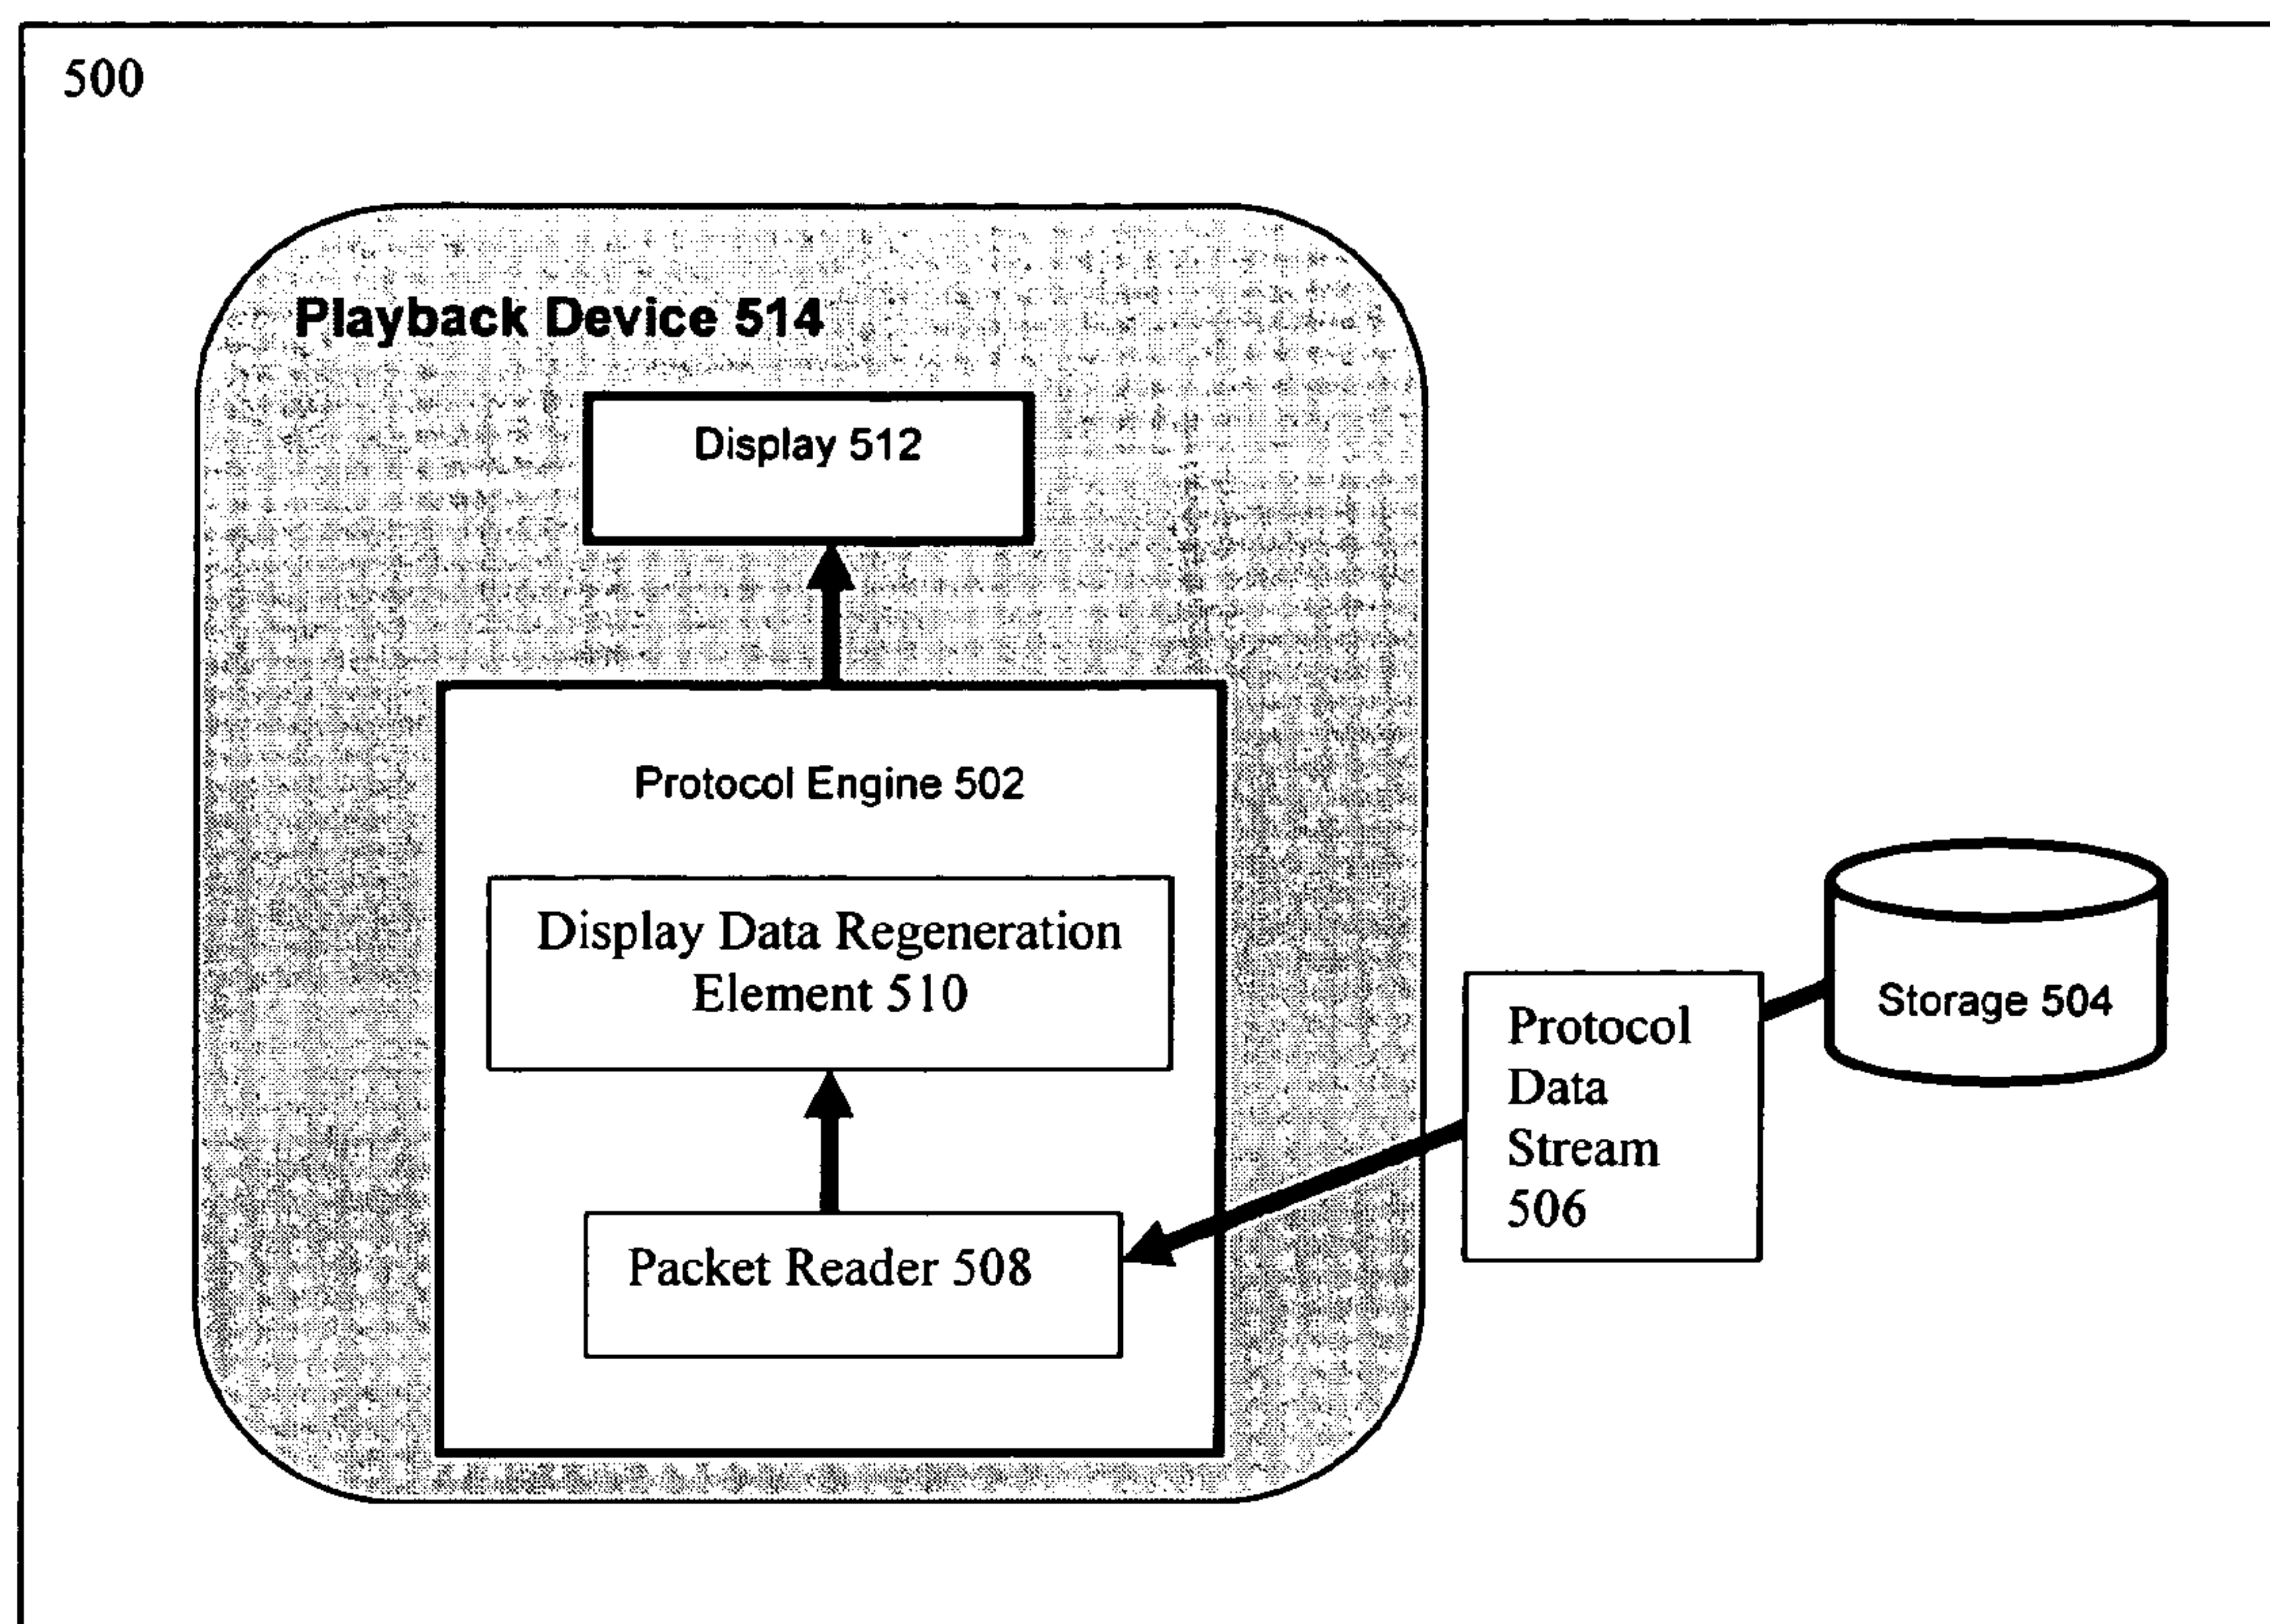 500
Playback Device 514
Display 512
Protocol Engine 502
Display Data Regeneration
Element 510
Packet Reader 508
Protocol
Data
Stream
506
Storage 504